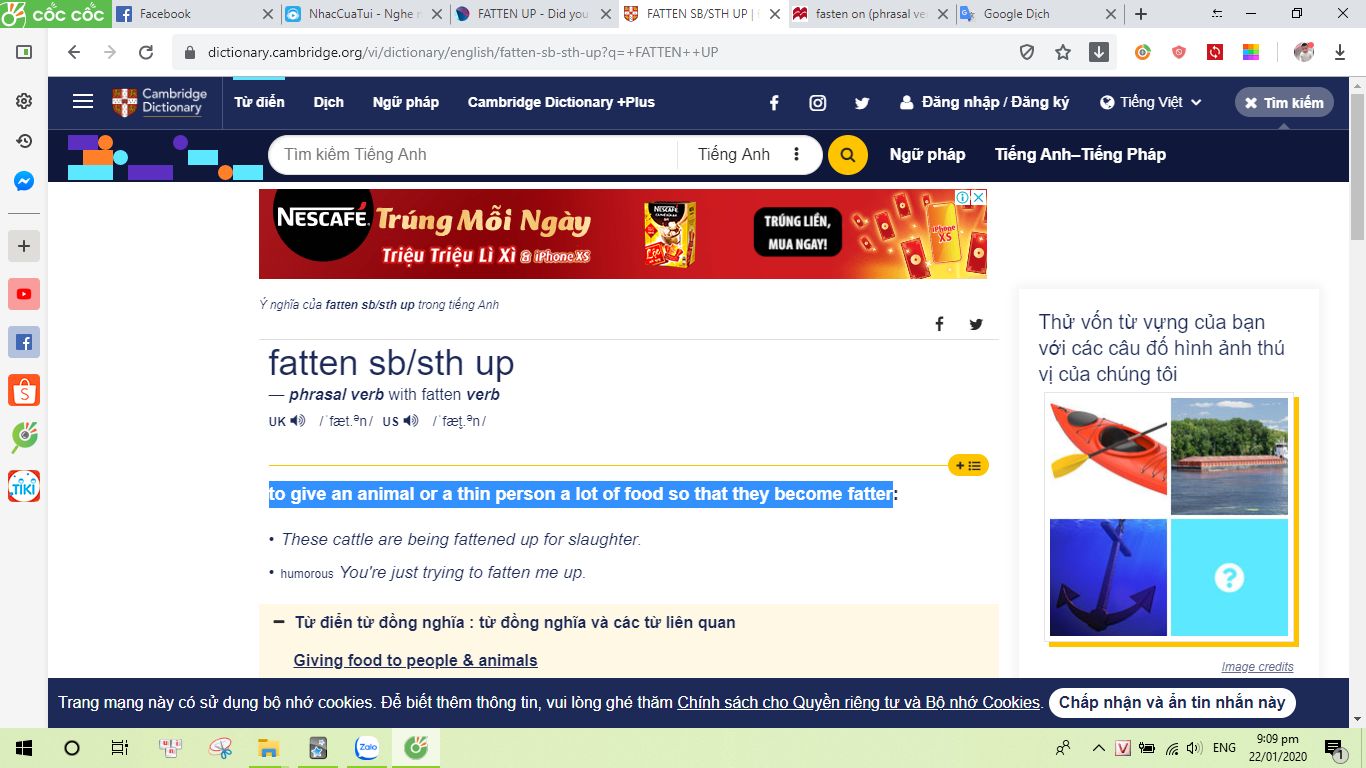 cốc cốc
Facebook
NhacCuaTui - Nghe n
FATTEN UP - Did you
FATTEN SB/STH UP |
fasten on (phrasal ve
Google Dịch
dictionary.cambridge.org/vi/dictionary/english/fatten-sb-sth-up?q=+FATTEN++UP
Cambridge
Dictionary
Từ điển
Dịch
Ngữ pháp
Cambridge Dictionary +Plus
Đăng nhập / Đăng ký
Tiếng Việt
Tìm kiếm
Tìm kiếm Tiếng Anh
Tiếng Anh
Ngữ pháp
Tiếng Anh–Tiếng Pháp
NESCAFÉ
Trúng Mỗi Ngày
Triệu Triệu Lì Xì & iPhone XS
NESCAFÉ
TRÚNG LIỀN,
MUA NGAY!
iPhone
XS
Ý nghĩa của fatten sb/sth up trong tiếng Anh
fatten sb/sth up
— phrasal verb with fatten verb
UK /ˈfæt.ən/ US /ˈfæt̬.ən/
to give an animal or a thin person a lot of food so that they become fatter:
• These cattle are being fattened up for slaughter.
• humorous You're just trying to fatten me up.
Từ điển từ đồng nghĩa : từ đồng nghĩa và các từ liên quan
Giving food to people & animals
Thử vốn từ vựng của bạn
với các câu đố hình ảnh thú
vị của chúng tôi
?
Image credits
Trang mạng này có sử dụng bộ nhớ cookies. Để biết thêm thông tin, vui lòng ghé thăm Chính sách cho Quyền riêng tư và Bộ nhớ Cookies.
Chấp nhận và ẩn tin nhắn này
TIKI
Zalo
V
ENG
9:09 pm
22/01/2020
1